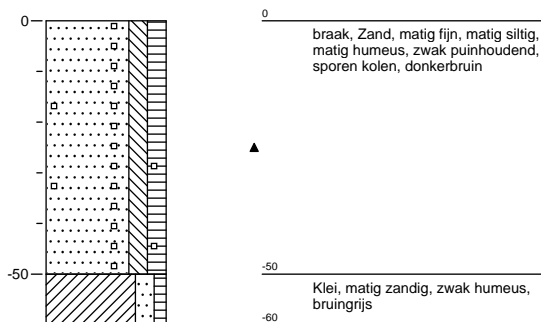 0
0
braak, Zand, matig fijn, matig siltig,
matig humeus, zwak puinhoudend,
sporen kolen, donkerbruin
-50
-50
Klei, matig zandig, zwak humeus,
bruingrijs
-60